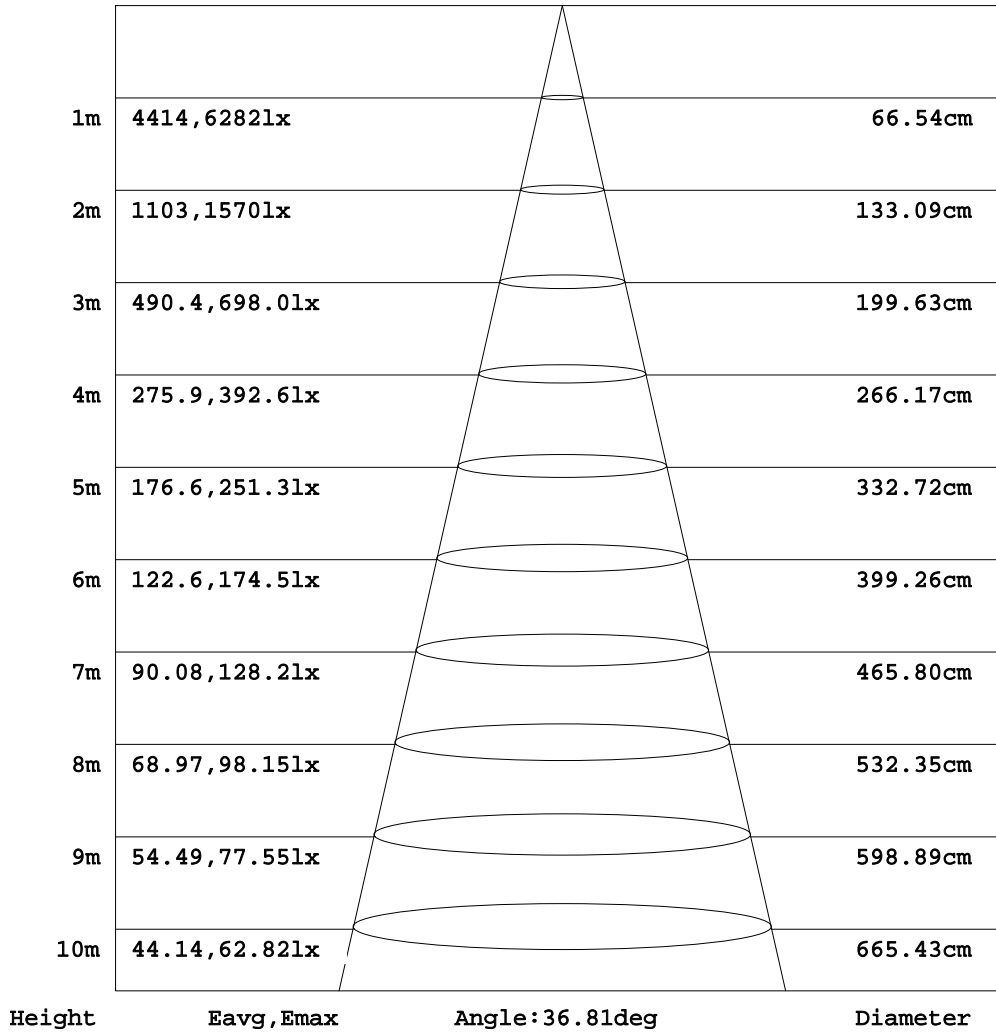 1m 4414,6282lx 66.54cm
2m 1103,1570lx 133.09cm
3m 490.4,698.0lx 199.63cm
4m 275.9,392.6lx 266.17cm
5m 176.6,251.3lx 332.72cm
6m 122.6,174.5lx 399.26cm
7m 90.08,128.2lx 465.80cm
8m 68.97,98.15lx 532.35cm
9m 54.49,77.55lx 598.89cm
10m 44.14,62.82lx 665.43cm
Height Eavg,Emax Angle:36.81deg Diameter